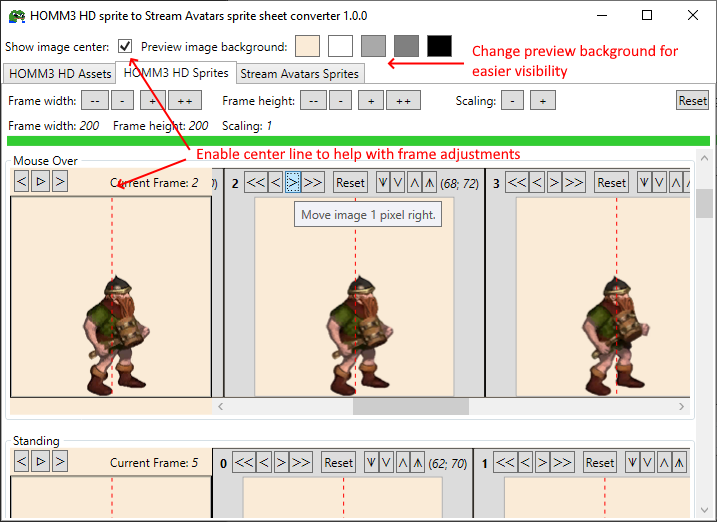 HOMM3 HD sprite to Stream Avatars sprite sheet converter 1.0.0
Show image center: Preview image background:
Change preview background for
easier visibility
HOMM3 HD Assets HOMM3 HD Sprites Stream Avatars Sprites
Frame width: -- - + ++ Frame height: -- - + ++ Scaling: - + Reset
Frame width: 200 Frame height: 200 Scaling: 1
Enable center line to help with frame adjustments
Mouse Over
< > Current Frame: 2 0) 2 << < > >> Reset (68; 72) 3 << < > >> Reset
Move image 1 pixel right.
Standing
< > Current Frame: 5 0 << < > >> Reset (62; 70) 1 << < > >> Reset